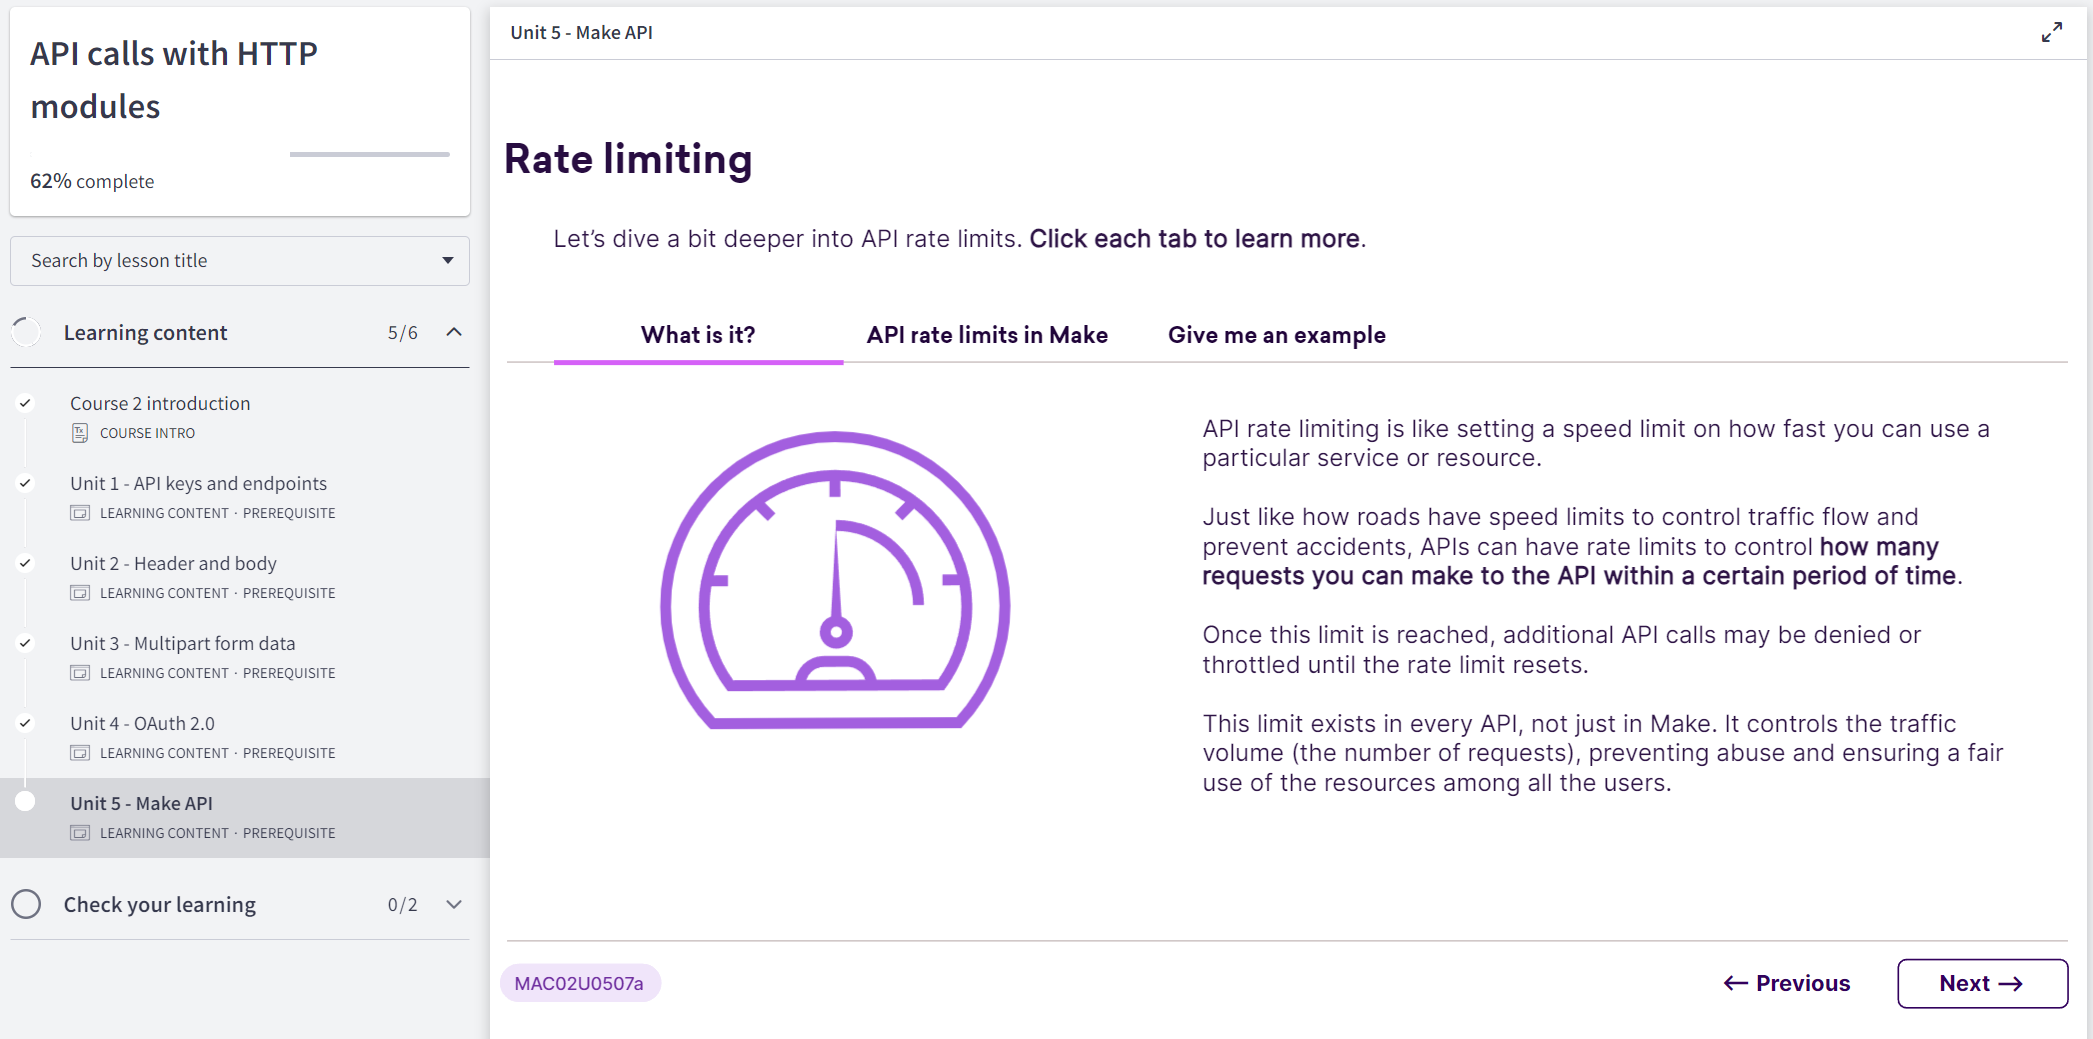 API calls with HTTP
modules
62% complete
Search by lesson title
Learning content 5/6
Course 2 introduction
COURSE INTRO
Unit 1 - API keys and endpoints
LEARNING CONTENT · PREREQUISITE
Unit 2 - Header and body
LEARNING CONTENT · PREREQUISITE
Unit 3 - Multipart form data
LEARNING CONTENT · PREREQUISITE
Unit 4 - OAuth 2.0
LEARNING CONTENT · PREREQUISITE
Unit 5 - Make API
LEARNING CONTENT · PREREQUISITE
Check your learning 0/2
Unit 5 - Make API
Rate limiting
Let’s dive a bit deeper into API rate limits. Click each tab to learn more.
What is it? API rate limits in Make Give me an example
API rate limiting is like setting a speed limit on how fast you can use a
particular service or resource.
Just like how roads have speed limits to control traffic flow and
prevent accidents, APIs can have rate limits to control how many
requests you can make to the API within a certain period of time.
Once this limit is reached, additional API calls may be denied or
throttled until the rate limit resets.
This limit exists in every API, not just in Make. It controls the traffic
volume (the number of requests), preventing abuse and ensuring a fair
use of the resources among all the users.
MAC02U0507a
← Previous Next →